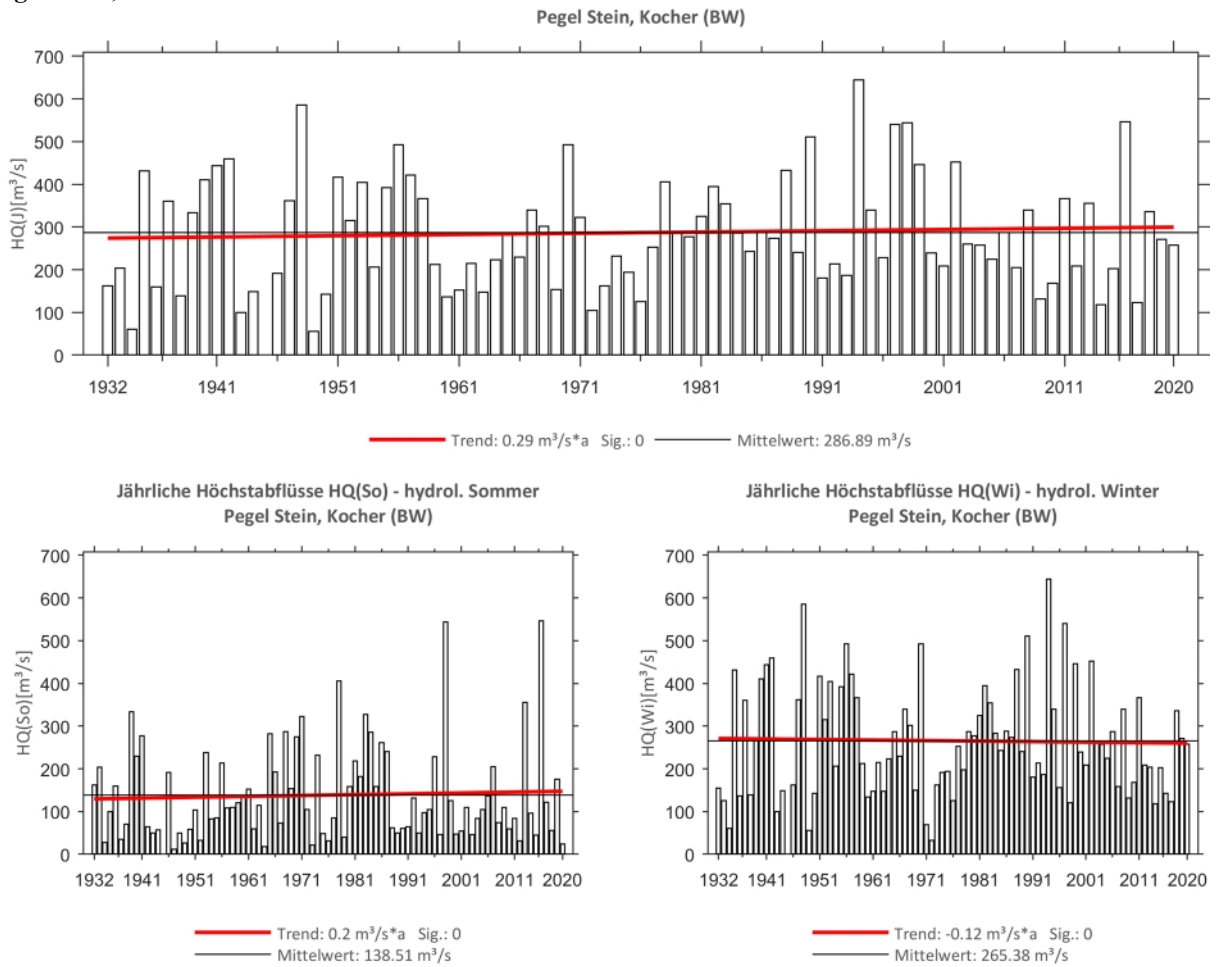 Pegel Stein, Kocher (BW)
700
600
500
400
300
200
100
0
HQ(J)[m³/s]
1932 1941 1951 1961 1971 1981 1991 2001 2011 2020
Trend: 0.29 m³/s*a Sig.: 0 Mittelwert: 286.89 m³/s
Jährliche Höchstabflüsse HQ(So) - hydrol. Sommer
Pegel Stein, Kocher (BW)
700
600
500
400
300
200
100
0
HQ(So)[m³/s]
1932 1941 1951 1961 1971 1981 1991 2001 2011 2020
Trend: 0.2 m³/s*a Sig.: 0
Mittelwert: 138.51 m³/s
Jährliche Höchstabflüsse HQ(Wi) - hydrol. Winter
Pegel Stein, Kocher (BW)
700
600
500
400
300
200
100
0
HQ(Wi)[m³/s]
1932 1941 1951 1961 1971 1981 1991 2001 2011 2020
Trend: -0.12 m³/s*a Sig.: 0
Mittelwert: 265.38 m³/s